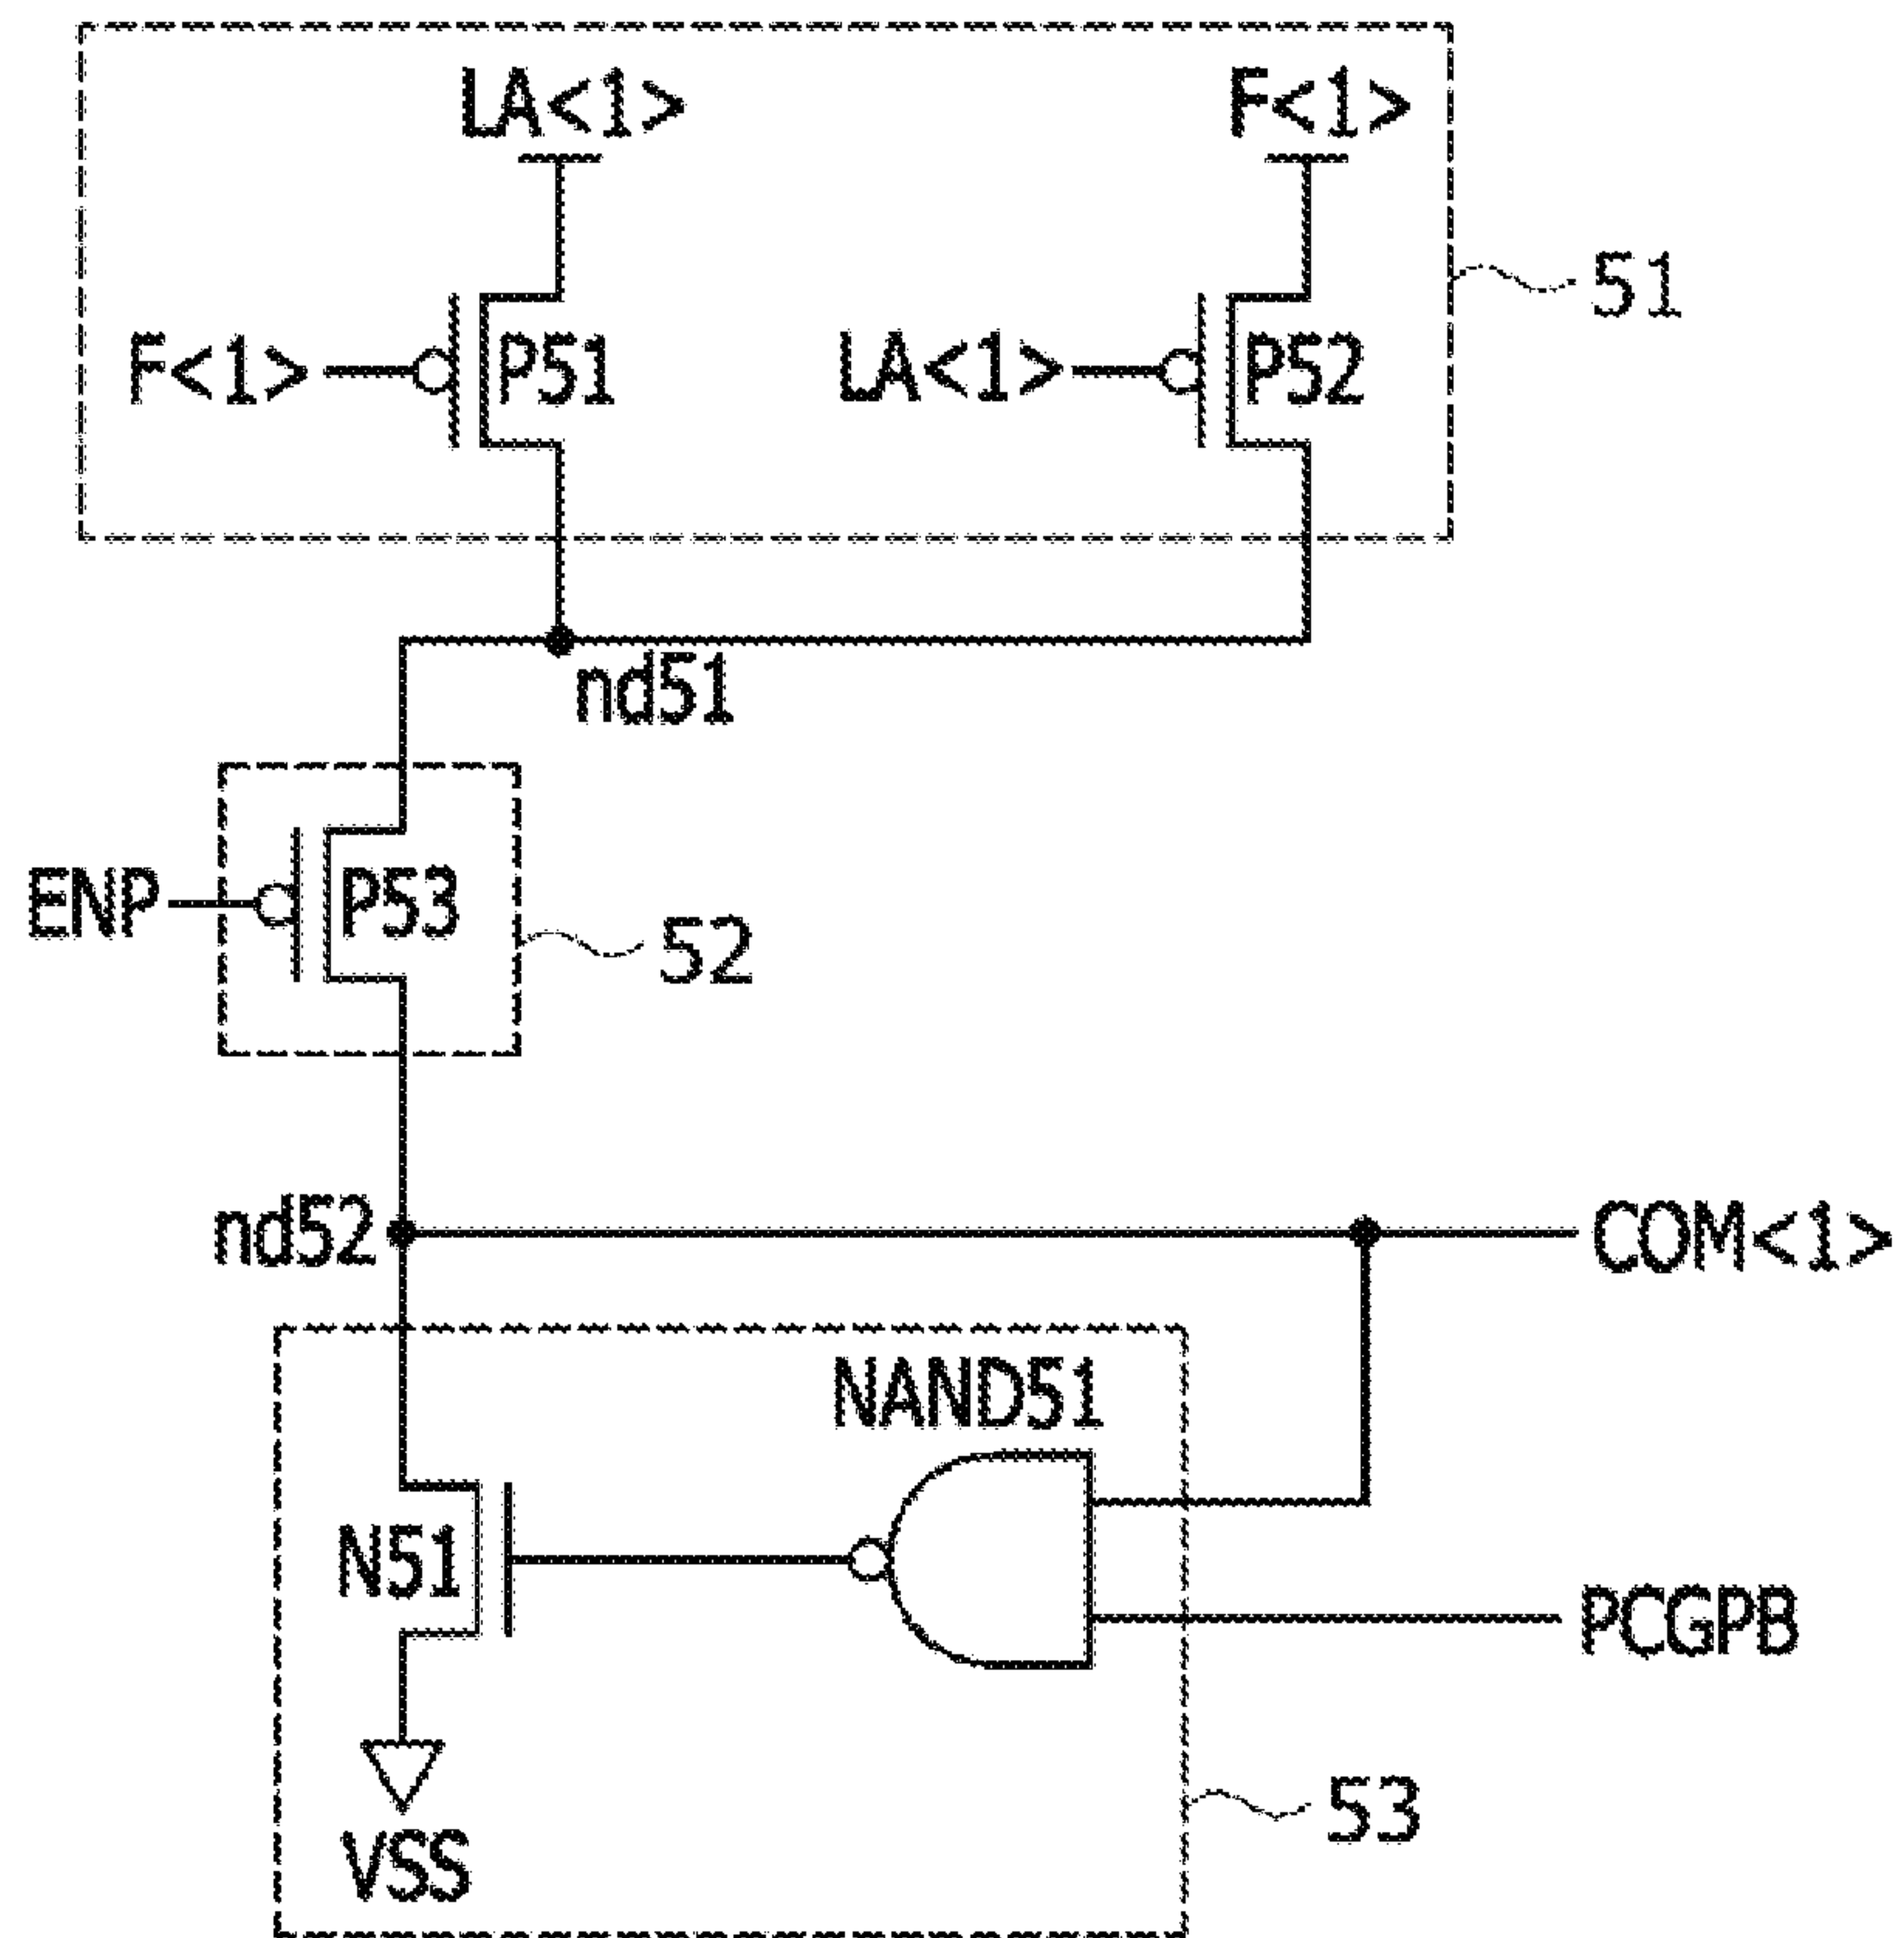 LA<1>
F<1>
51
F<1>
P51
LA<1>
P52
nd51
ENP
P53
52
nd52
COM<1>
NAND51
N51
PCGPB
53
VSS